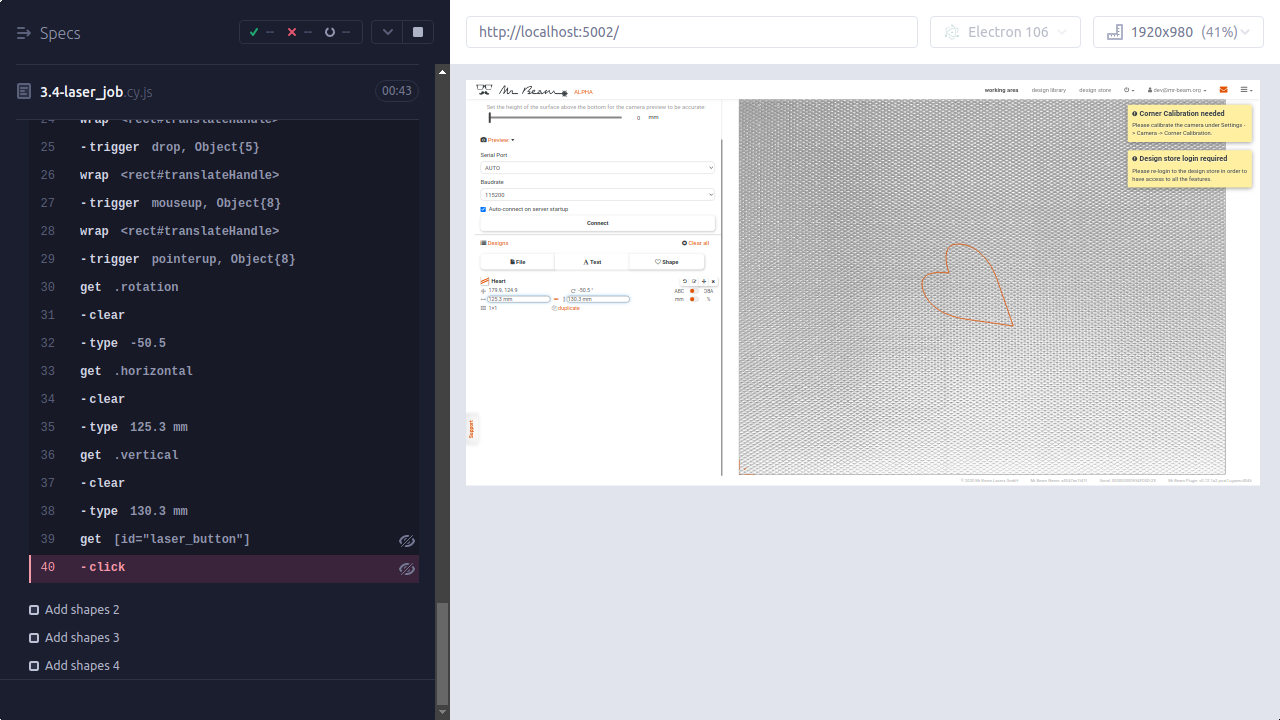 Specs
--
--
--
3.4-laser_job.cy.js
00:43
24 wrap <rect#translateHandle>
25 -trigger drop, Object{5}
26 wrap <rect#translateHandle>
27 -trigger mouseup, Object{8}
28 wrap <rect#translateHandle>
29 -trigger pointerup, Object{8}
30 get .rotation
31 -clear
32 -type -50.5
33 get .horizontal
34 -clear
35 -type 125.3 mm
36 get .vertical
37 -clear
38 -type 130.3 mm
39 get [id="laser_button"]
40 -click
Add shapes 2
Add shapes 3
Add shapes 4
http://localhost:5002/
Electron 106
1920x980 (41%)
Mr Beam ALPHA
working area
design library
design store
dev@mr-beam.org
Set the height of the surface above the bottom for the camera preview to be accurate
0 mm
Preview
Serial Port
AUTO
Baudrate
115200
Auto-connect on server startup
Connect
Designs
Clear all
File
Text
Shape
Heart
179.9, 124.9
-50.5 °
ABC
125.3 mm
130.3 mm
mm
%
1×1
duplicate
Support
Corner Calibration needed
Please calibrate the camera under Settings -
> Camera -> Corner Calibration.
Design store login required
Please re-login to the design store in order to
have access to all the features.